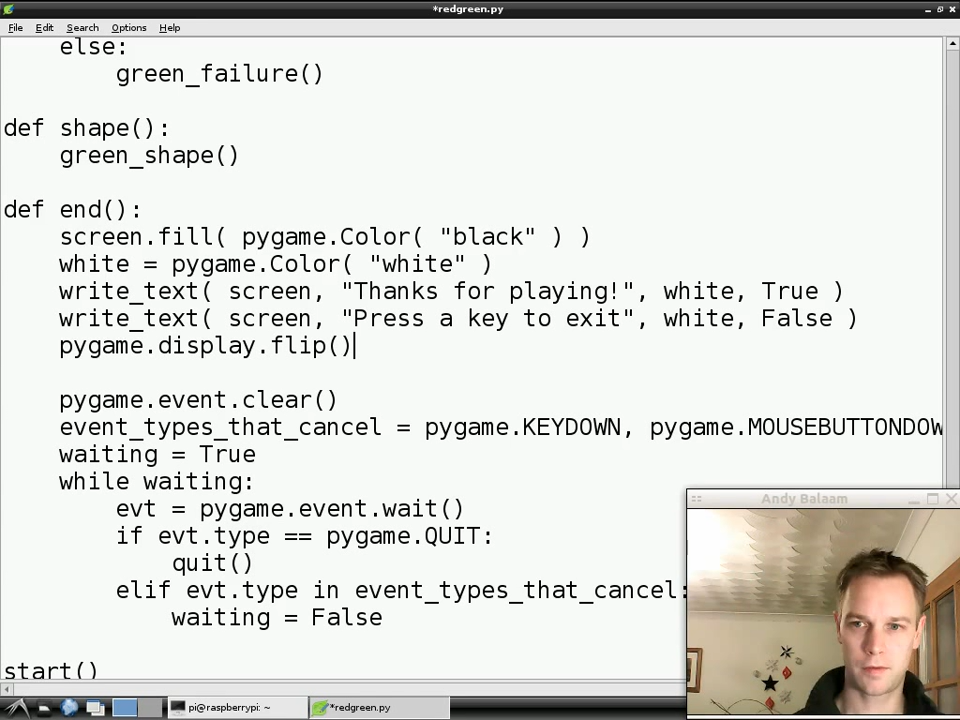 *redgreen.py
File Edit Search Options Help
    else:
        green_failure()

def shape():
    green_shape()

def end():
    screen.fill( pygame.Color( "black" ) )
    white = pygame.Color( "white" )
    write_text( screen, "Thanks for playing!", white, True )
    write_text( screen, "Press a key to exit", white, False )
    pygame.display.flip()

    pygame.event.clear()
    event_types_that_cancel = pygame.KEYDOWN, pygame.MOUSEBUTTONDOW
    waiting = True
    while waiting:
        evt = pygame.event.wait()
        if evt.type == pygame.QUIT:
            quit()
        elif evt.type in event_types_that_cancel:
            waiting = False

start()
Andy Balaam
pi@raspberrypi: ~
*redgreen.py